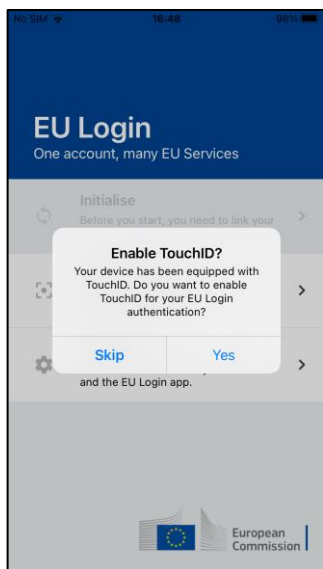 No SIM 16:48 98%
EU Login
One account, many EU Services
Initialise
Before you start, you need to link your
Enable TouchID?
Your device has been equipped with
TouchID. Do you want to enable
TouchID for your EU Login
authentication?
Skip Yes
and the EU Login app.
European
Commission